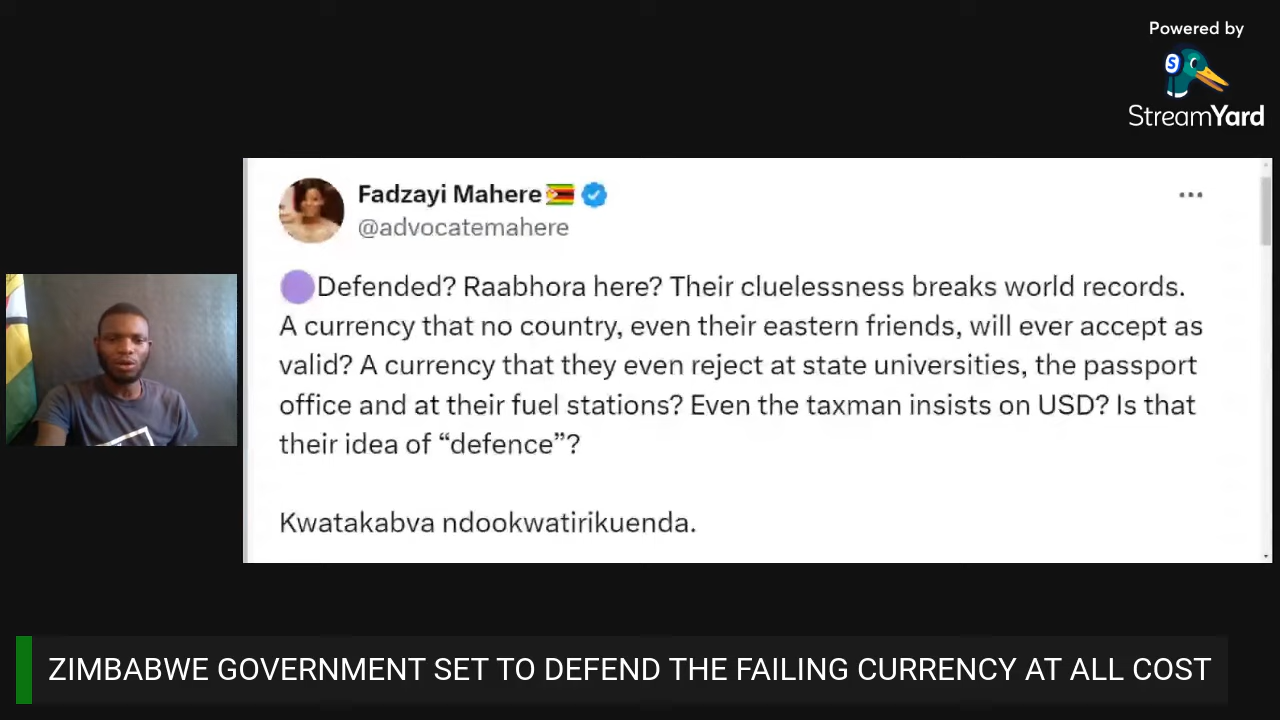 Powered by
S
StreamYard
Fadzayi Mahere
@advocatemahere
Defended? Raabhora here? Their cluelessness breaks world records.
A currency that no country, even their eastern friends, will ever accept as
valid? A currency that they even reject at state universities, the passport
office and at their fuel stations? Even the taxman insists on USD? Is that
their idea of “defence”?
Kwatakabva ndookwatirikuenda.
ZIMBABWE GOVERNMENT SET TO DEFEND THE FAILING CURRENCY AT ALL COST